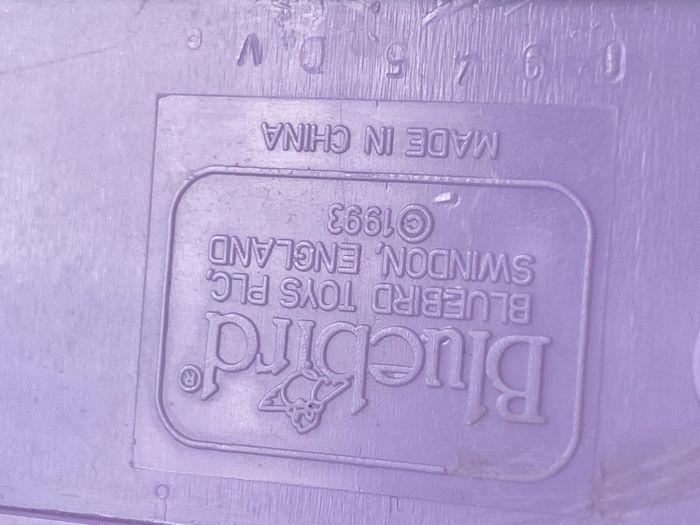 Bluebird®
BLUEBIRD TOYS PLC,
SWINDON, ENGLAND
©1993
MADE IN CHINA